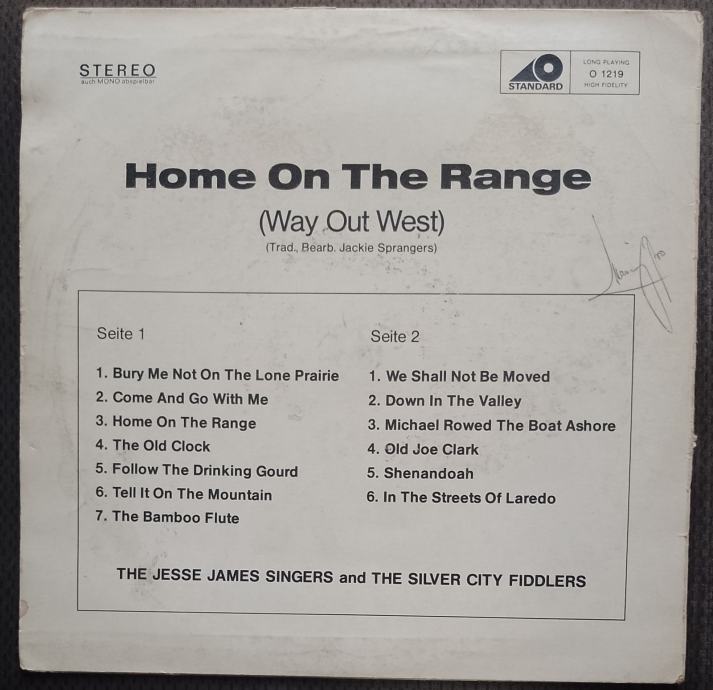 STEREO
auch MONO abspielbar
STANDARD
LONG PLAYING
O 1219
HIGH FIDELITY
Home On The Range
(Way Out West)
(Trad., Bearb. Jackie Sprangers)
Seite 1
1. Bury Me Not On The Lone Prairie
2. Come And Go With Me
3. Home On The Range
4. The Old Clock
5. Follow The Drinking Gourd
6. Tell It On The Mountain
7. The Bamboo Flute
Seite 2
1. We Shall Not Be Moved
2. Down In The Valley
3. Michael Rowed The Boat Ashore
4. Old Joe Clark
5. Shenandoah
6. In The Streets Of Laredo
THE JESSE JAMES SINGERS and THE SILVER CITY FIDDLERS